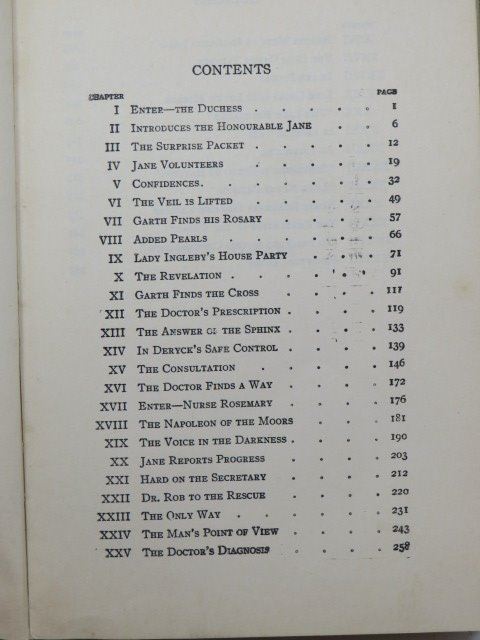 CONTENTS
CHAPTER PAGE
I ENTER—THE DUCHESS . . . . . 1
II INTRODUCES THE HONOURABLE JANE . . 6
III THE SURPRISE PACKET . . . . 12
IV JANE VOLUNTEERS . . . . 19
V CONFIDENCES. . . . . . 32
VI THE VEIL IS LIFTED . . . . 49
VII GARTH FINDS HIS ROSARY . . . 57
VIII ADDED PEARLS . . . . . 66
IX LADY INGLEBY'S HOUSE PARTY . . . 71
X THE REVELATION . . . . . 91
XI GARTH FINDS THE CROSS . . . . 111
XII THE DOCTOR'S PRESCRIPTION . . . . 119
XIII THE ANSWER OF THE SPHINX . . . . 133
XIV IN DERYCK'S SAFE CONTROL . . . . 139
XV THE CONSULTATION . . . . . 146
XVI THE DOCTOR FINDS A WAY . . . . 172
XVII ENTER—NURSE ROSEMARY . . . . 176
XVIII THE NAPOLEON OF THE MOORS . . . . 181
XIX THE VOICE IN THE DARKNESS . . . . 190
XX JANE REPORTS PROGRESS . . . . 203
XXI HARD ON THE SECRETARY . . . . 212
XXII DR. ROB TO THE RESCUE . . . . 220
XXIII THE ONLY WAY . . . . . 231
XXIV THE MAN'S POINT OF VIEW . . . . 243
XXV THE DOCTOR'S DIAGNOSIS . . . . 258